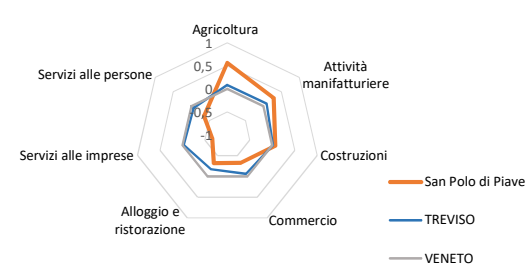 Agricoltura
1
0,5
0
-0,5
-1
Attività
manifatturiere
Costruzioni
Commercio
Alloggio e
ristorazione
Servizi alle imprese
Servizi alle persone
San Polo di Piave
TREVISO
VENETO